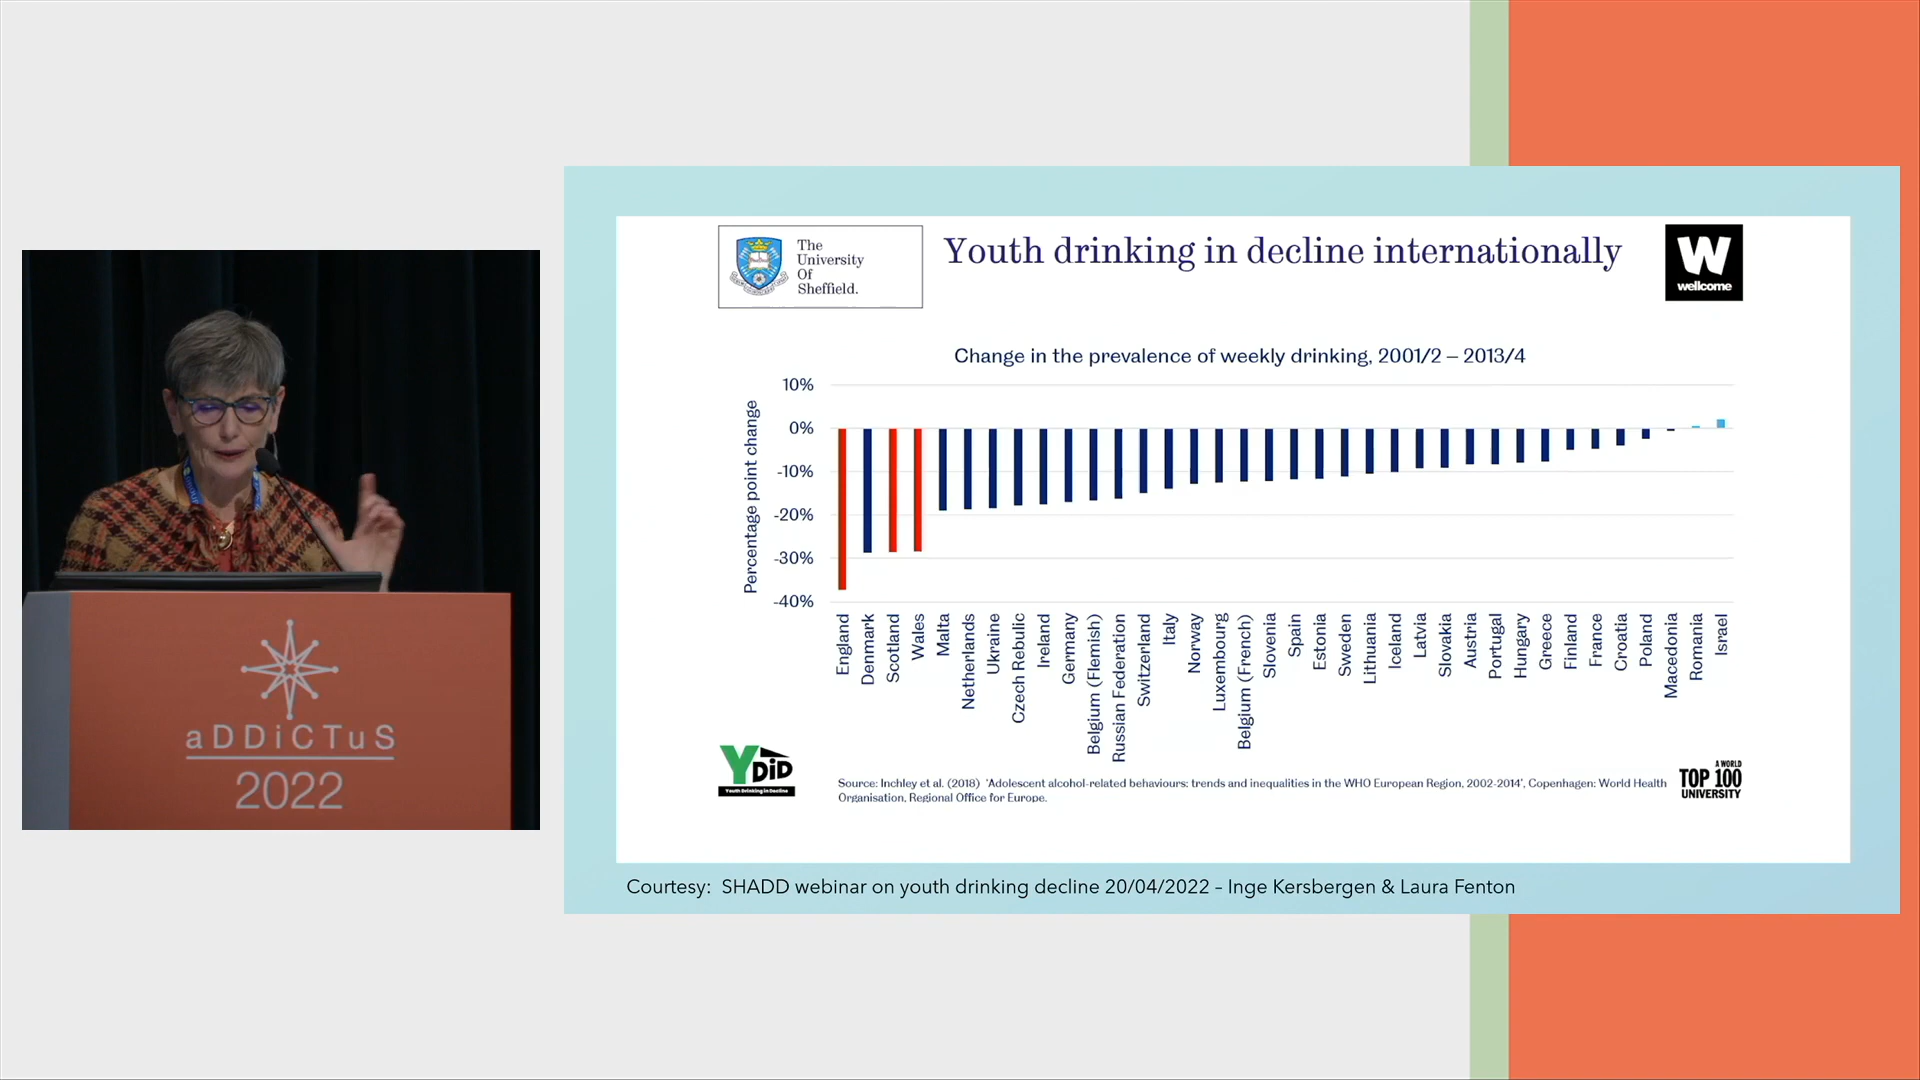 The
University
Of
Sheffield.
Youth drinking in decline internationally
W
wellcome
Change in the prevalence of weekly drinking, 2001/2 – 2013/4
Percentage point change
10%
0%
-10%
-20%
-30%
-40%
England
Denmark
Scotland
Wales
Malta
Netherlands
Ukraine
Czech Rebulic
Ireland
Germany
Belgium (Flemish)
Russian Federation
Switzerland
Italy
Norway
Luxembourg
Belgium (French)
Slovenia
Spain
Estonia
Sweden
Lithuania
Iceland
Latvia
Slovakia
Austria
Portugal
Hungary
Greece
Finland
France
Croatia
Poland
Macedonia
Romania
Israel
YDiD
Youth Drinking in Decline
Source: Inchley et al. (2018) 'Adolescent alcohol-related behaviours: trends and inequalities in the WHO European Region, 2002-2014', Copenhagen: World Health
Organisation, Regional Office for Europe.
A WORLD
TOP 100
UNIVERSITY
Courtesy: SHADD webinar on youth drinking decline 20/04/2022 – Inge Kersbergen & Laura Fenton
aDDiCTuS
2022